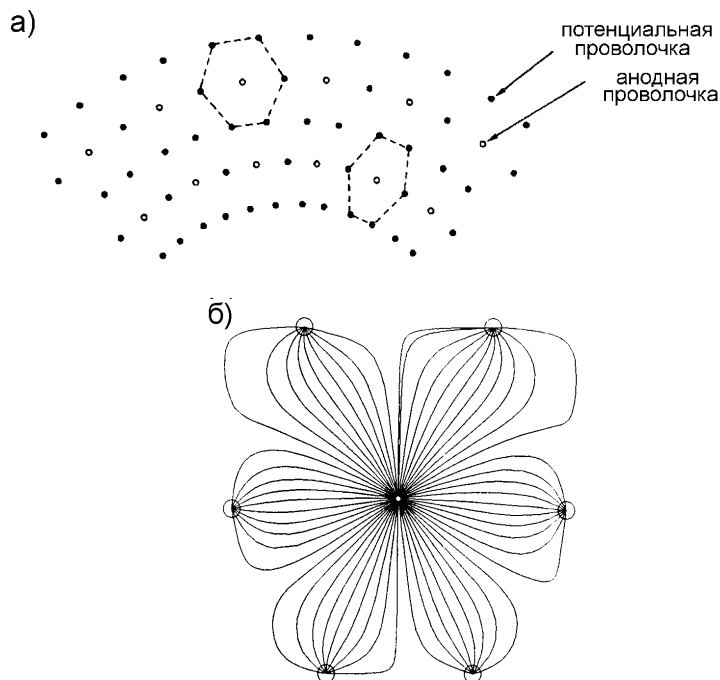 а)
потенциальная
проволочка
анодная
проволочка
б)